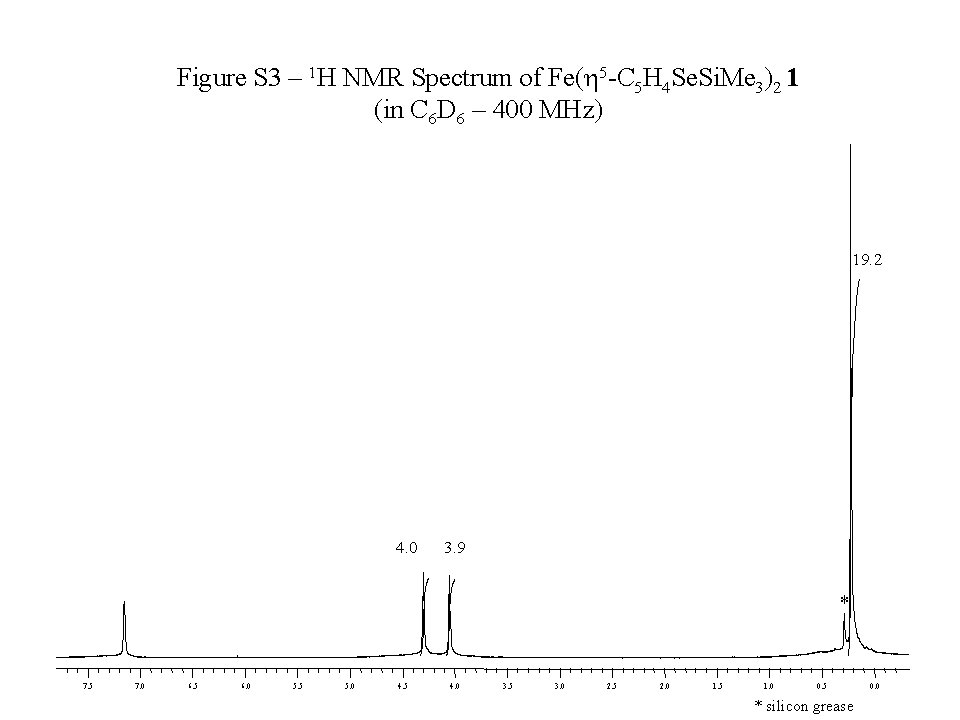 Figure S3 – ¹H NMR Spectrum of Fe(η⁵-C₅H₄SeSiMe₃)₂ 1
(in C₆D₆ – 400 MHz)
19.2
4.0 3.9
*
7.5 7.0 6.5 6.0 5.5 5.0 4.5 4.0 3.5 3.0 2.5 2.0 1.5 1.0 0.5 0.0
* silicon grease